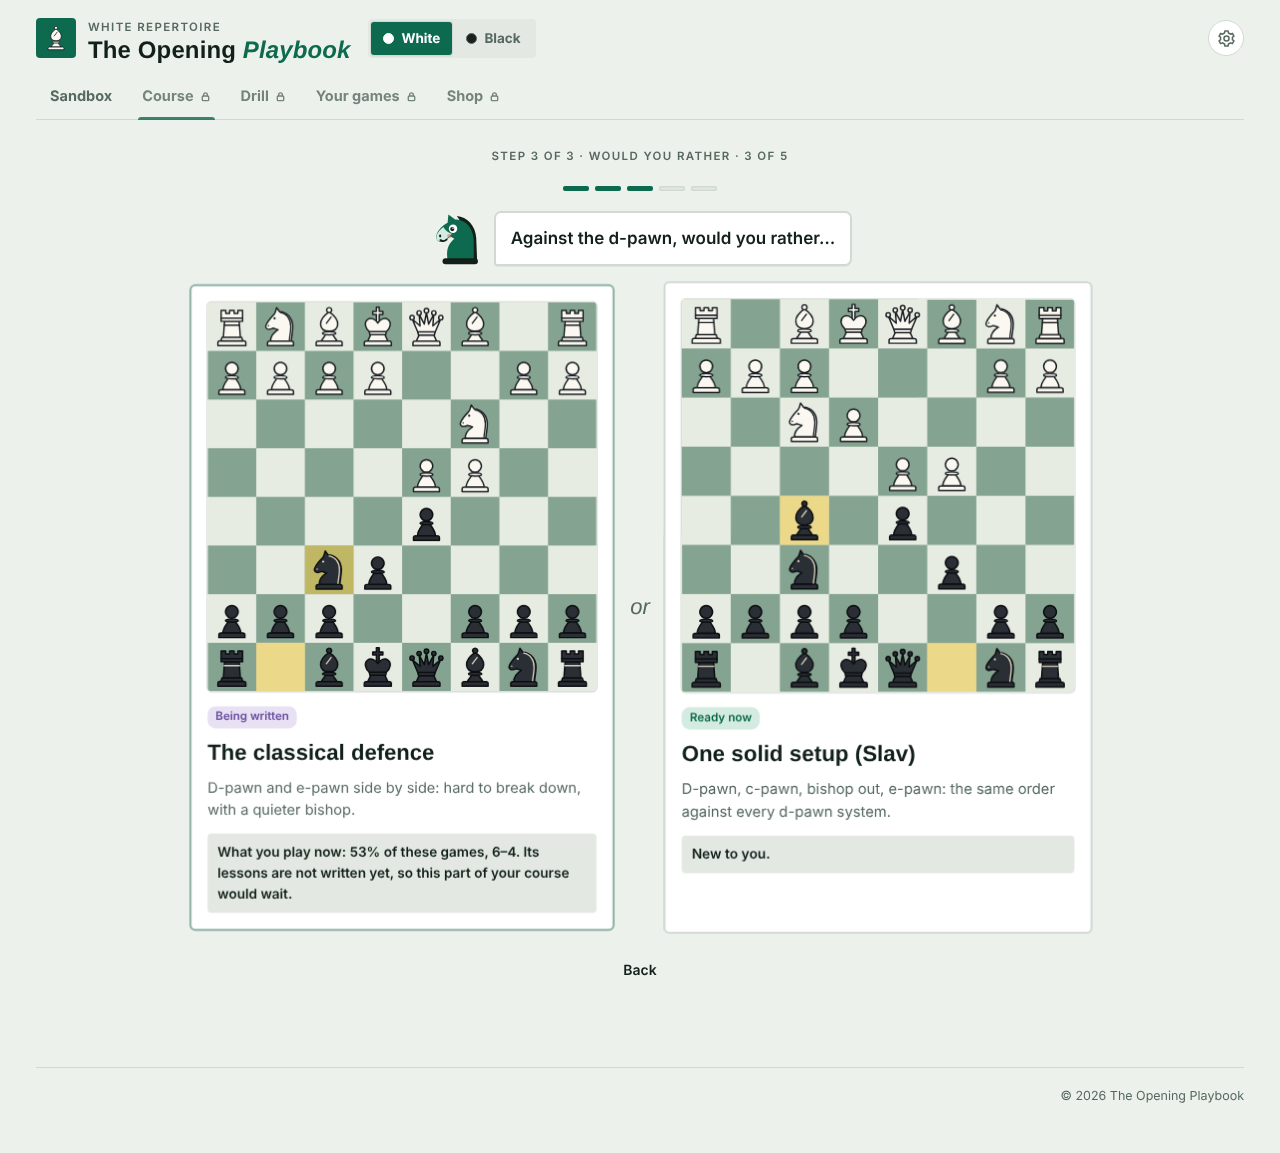 WHITE REPERTOIRE
The Opening Playbook
White
Black
Sandbox
Course
Drill
Your games
Shop
STEP 3 OF 3 · WOULD YOU RATHER · 3 OF 5
Against the d-pawn, would you rather…
or
Being written
The classical defence
D-pawn and e-pawn side by side: hard to break down,
with a quieter bishop.
What you play now: 53% of these games, 6–4. Its
lessons are not written yet, so this part of your course
would wait.
Ready now
One solid setup (Slav)
D-pawn, c-pawn, bishop out, e-pawn: the same order
against every d-pawn system.
New to you.
Back
© 2026 The Opening Playbook